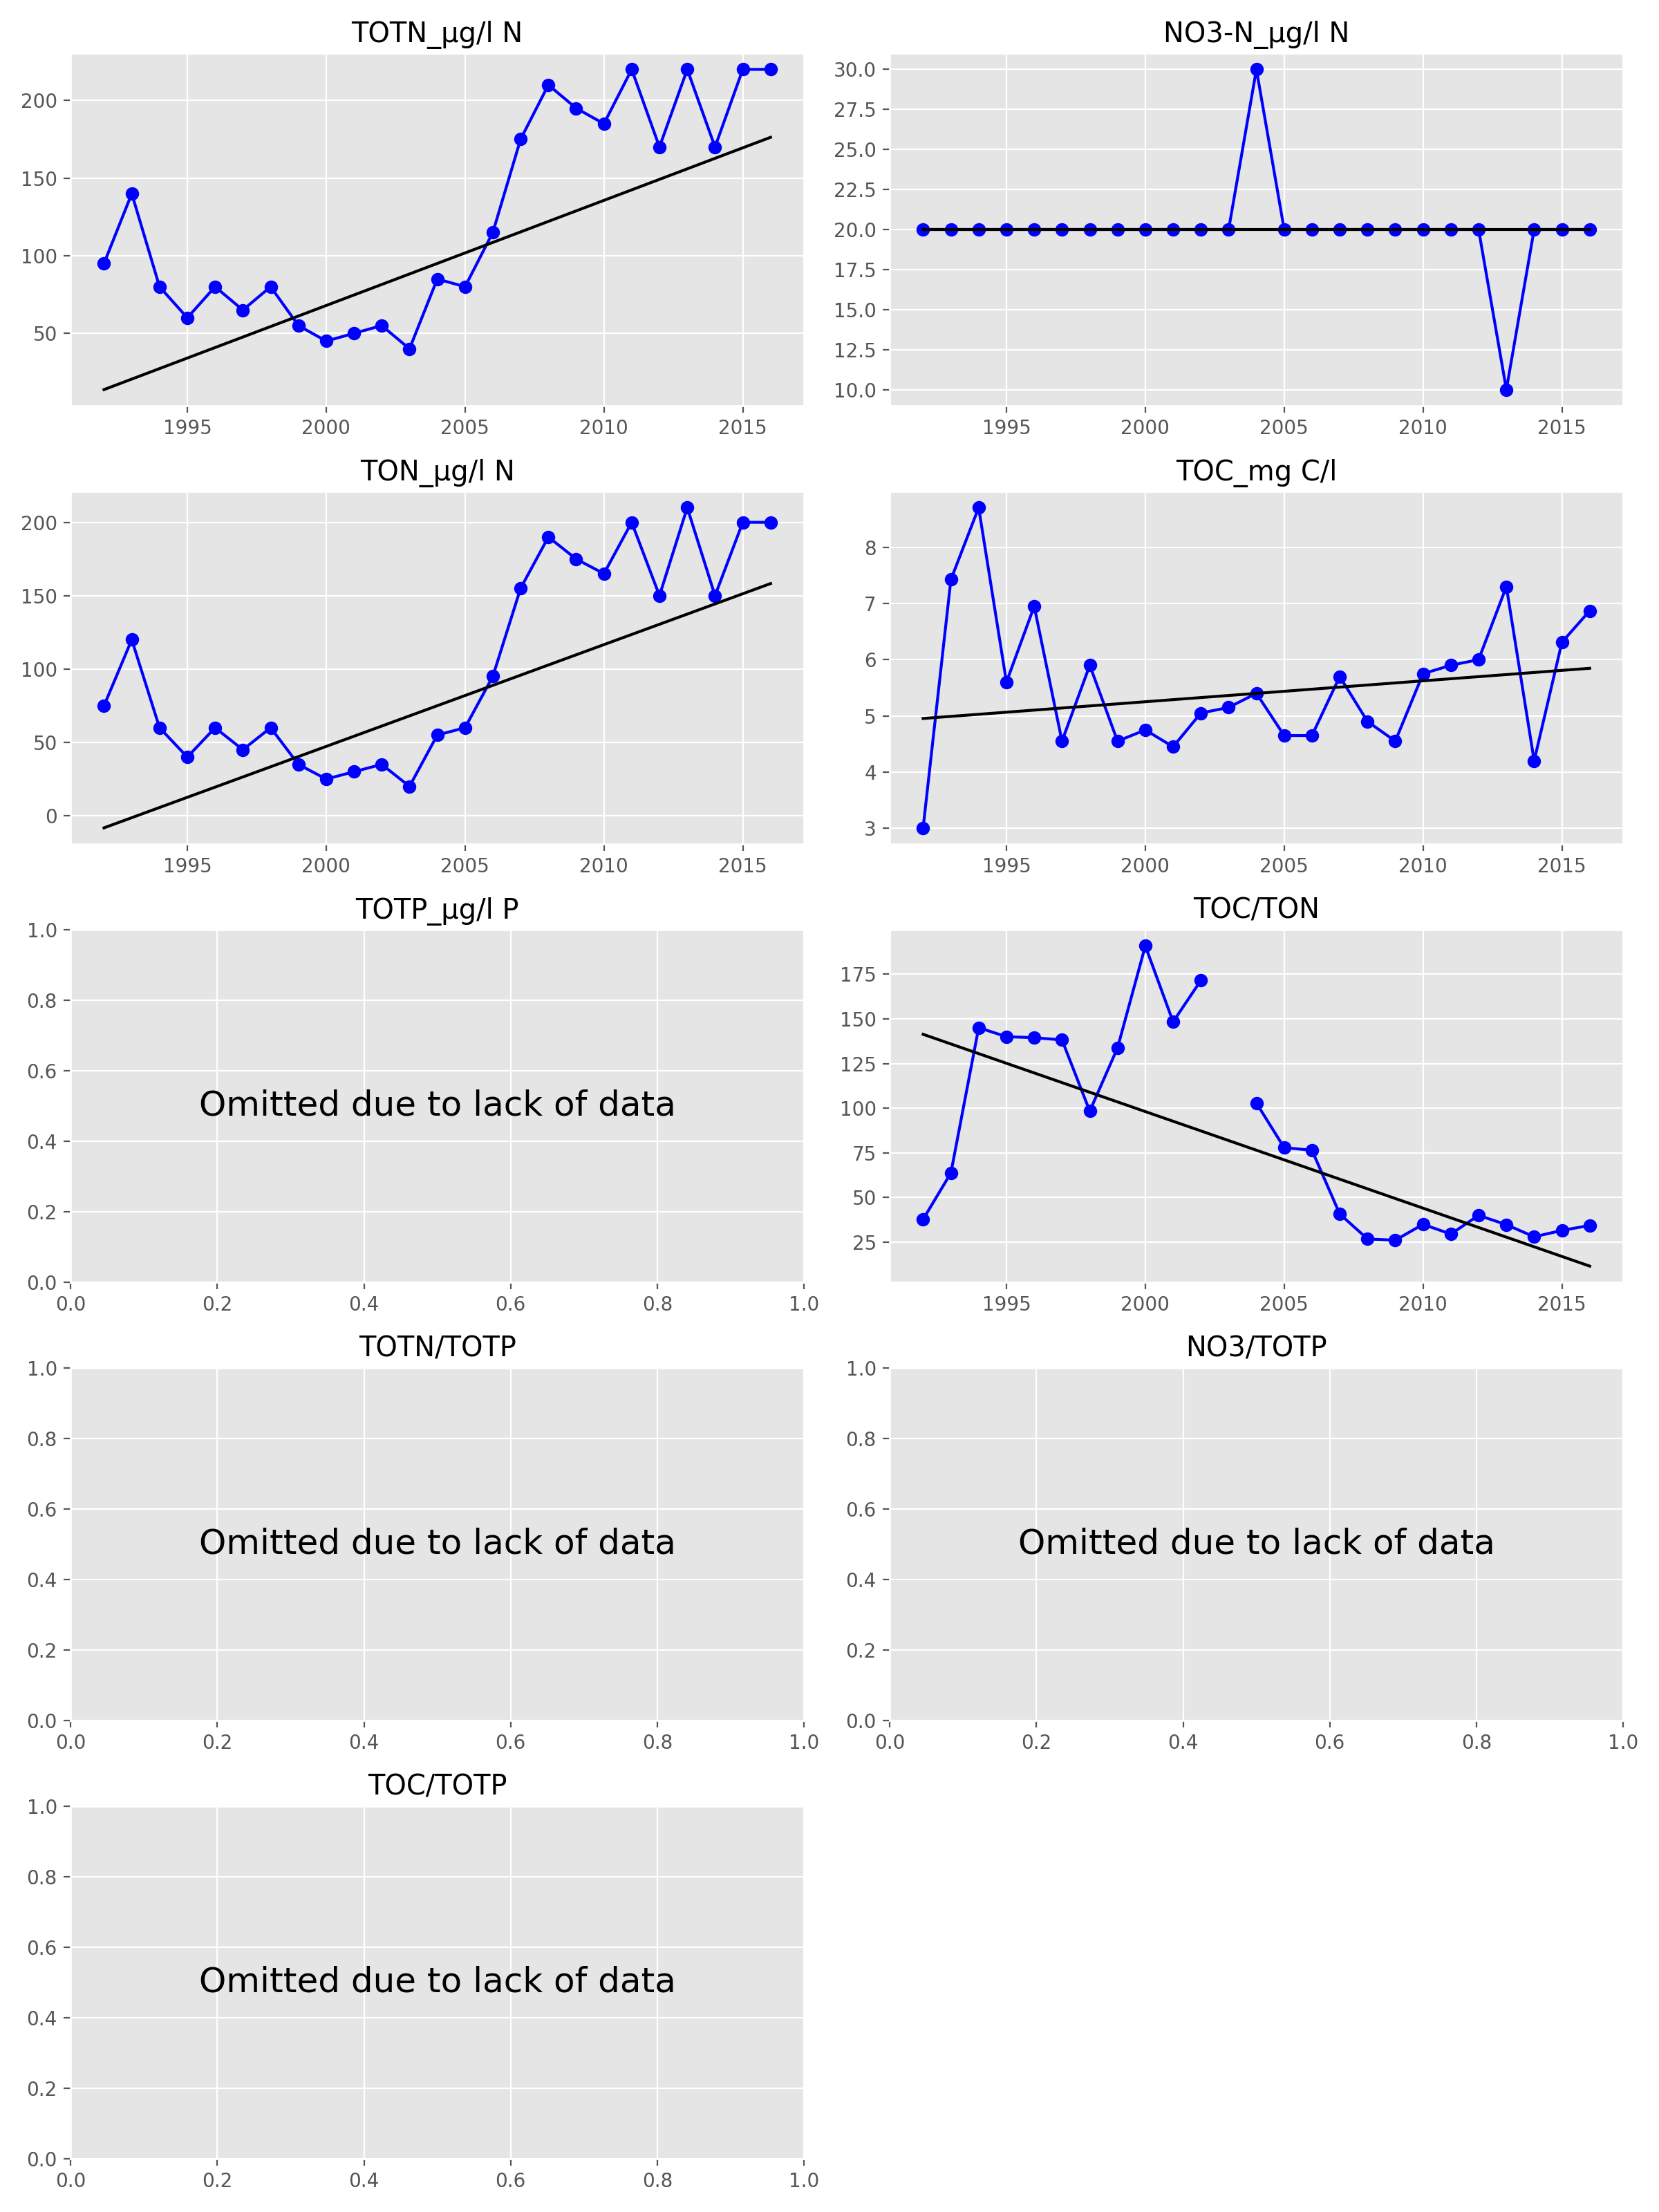 TOTN_µg/l N
200
150
100
50
1995 2000 2005 2010 2015
NO3-N_µg/l N
30.0
27.5
25.0
22.5
20.0
17.5
15.0
12.5
10.0
1995 2000 2005 2010 2015
TON_µg/l N
200
150
100
50
0
1995 2000 2005 2010 2015
TOC_mg C/l
8
7
6
5
4
3
1995 2000 2005 2010 2015
TOTP_µg/l P
1.0
0.8
0.6
Omitted due to lack of data
0.4
0.2
0.0
0.0 0.2 0.4 0.6 0.8 1.0
TOC/TON
175
150
125
100
75
50
25
1995 2000 2005 2010 2015
TOTN/TOTP
1.0
0.8
0.6
Omitted due to lack of data
0.4
0.2
0.0
0.0 0.2 0.4 0.6 0.8 1.0
NO3/TOTP
1.0
0.8
0.6
Omitted due to lack of data
0.4
0.2
0.0
0.0 0.2 0.4 0.6 0.8 1.0
TOC/TOTP
1.0
0.8
0.6
Omitted due to lack of data
0.4
0.2
0.0
0.0 0.2 0.4 0.6 0.8 1.0